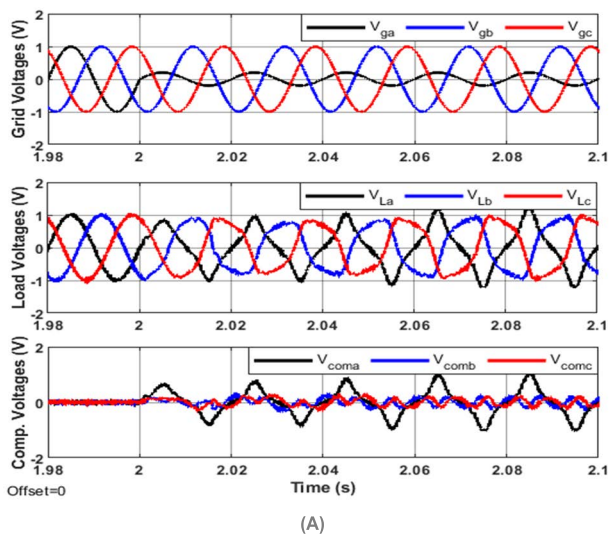 V_ga V_gb V_gc
Grid Voltages (V)
2
1
0
-1
-2
1.98 2 2.02 2.04 2.06 2.08 2.1
V_La V_Lb V_Lc
Load Voltages (V)
2
1
0
-1
-2
1.98 2 2.02 2.04 2.06 2.08 2.1
V_coma V_comb V_comc
Comp. Voltages (V)
2
0
-2
1.98 2 2.02 2.04 2.06 2.08 2.1
Offset=0
Time (s)
(A)